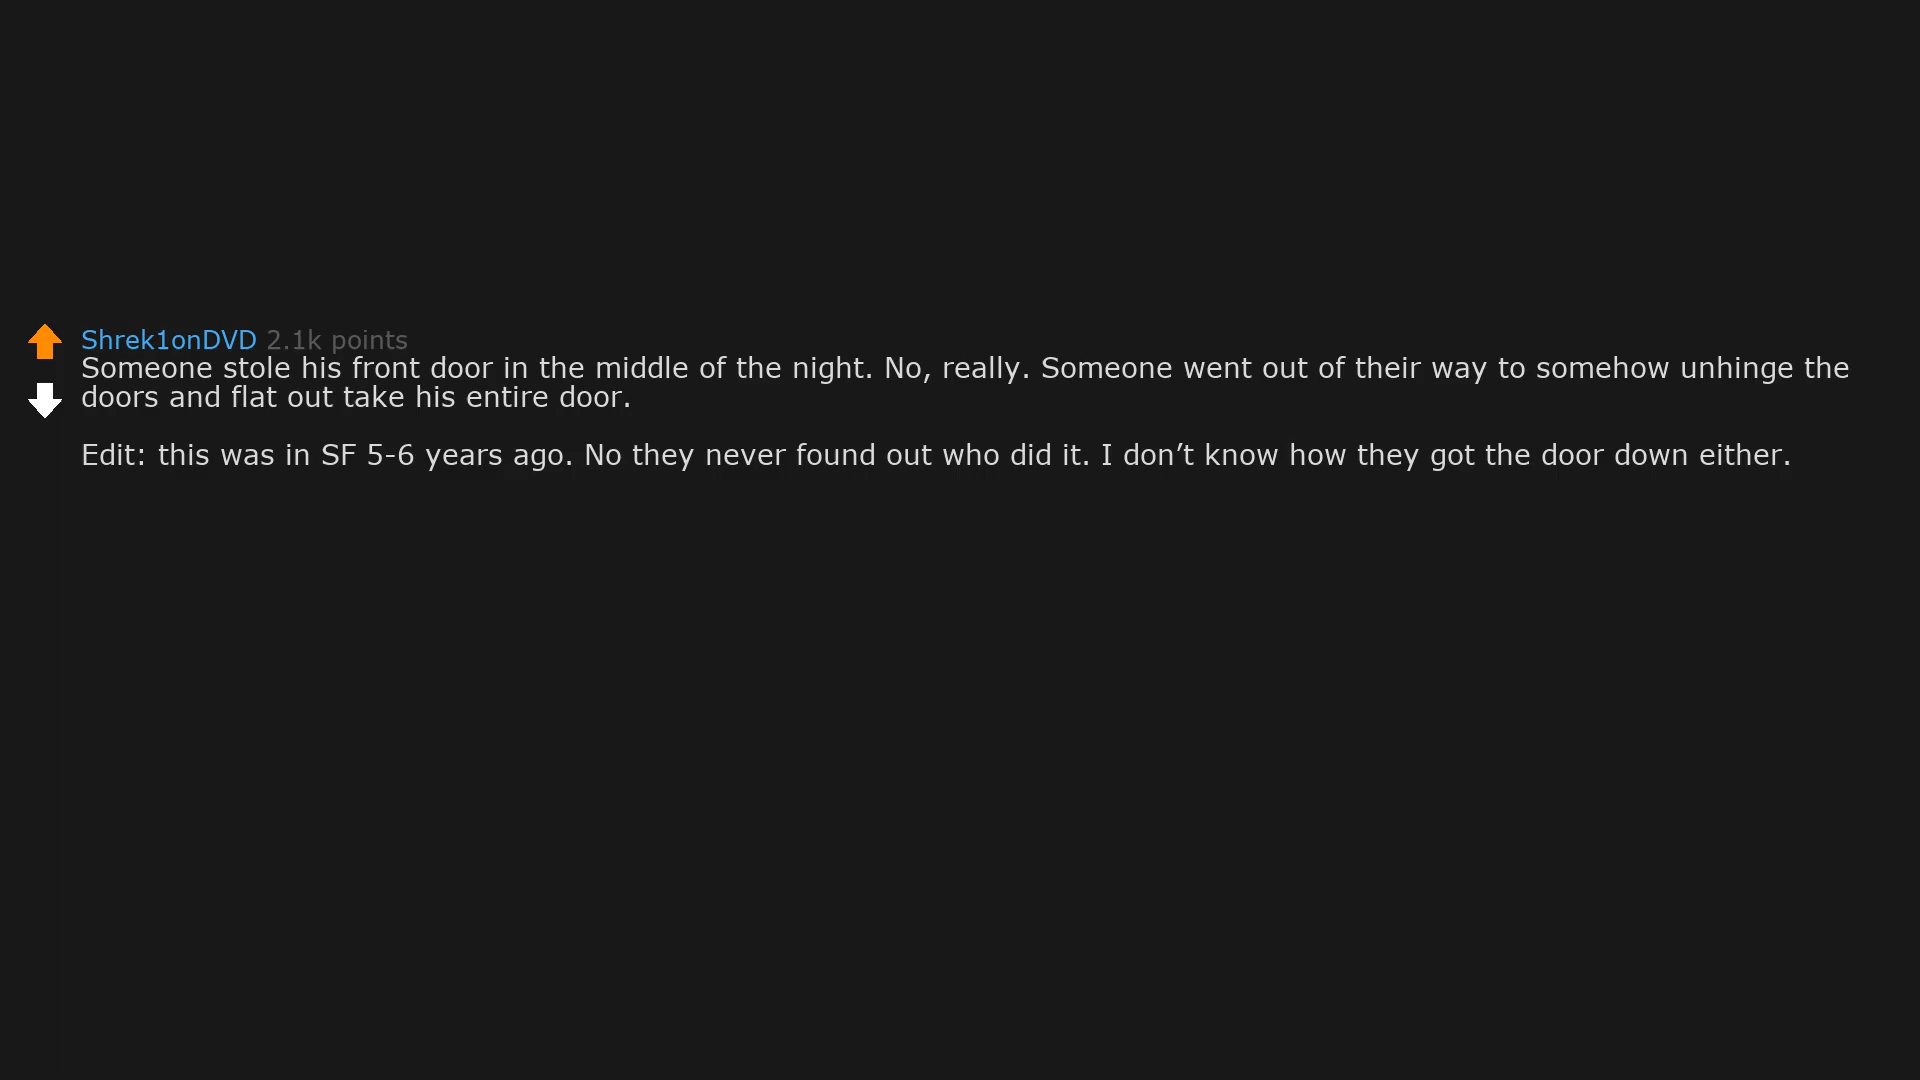 Shrek1onDVD 2.1k points
Someone stole his front door in the middle of the night. No, really. Someone went out of their way to somehow unhinge the
doors and flat out take his entire door.
Edit: this was in SF 5-6 years ago. No they never found out who did it. I don’t know how they got the door down either.